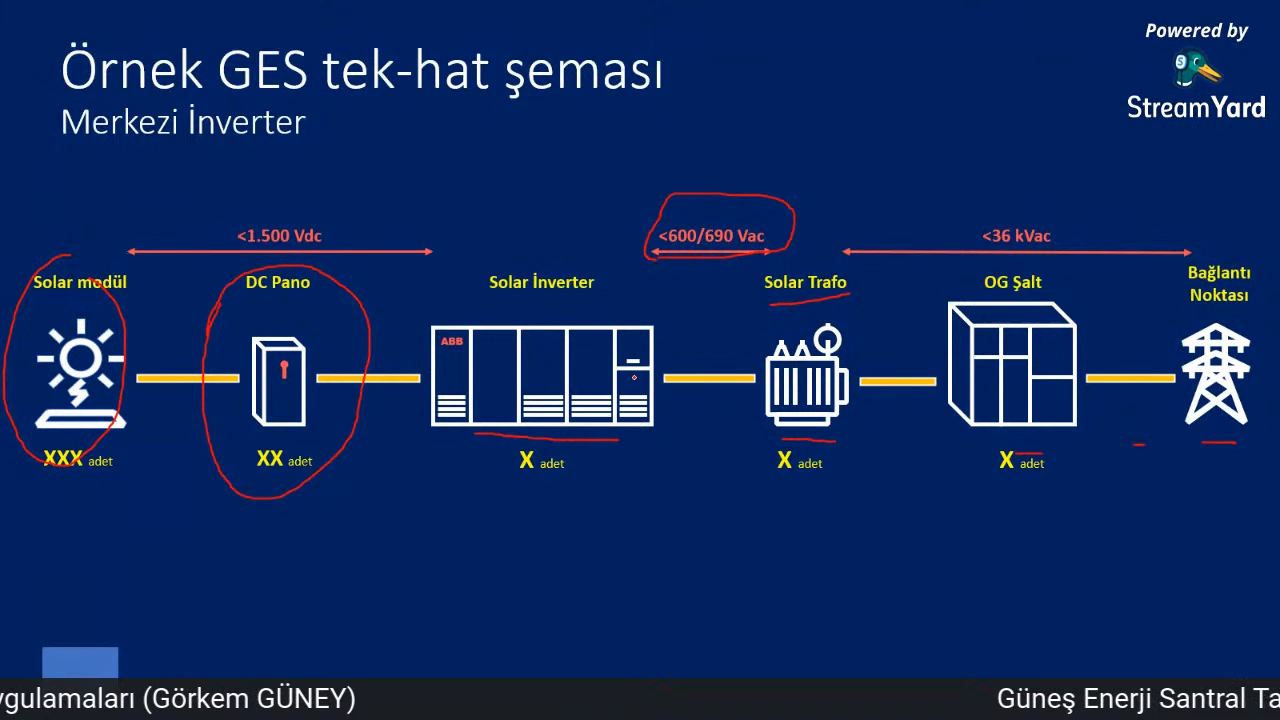 Örnek GES tek-hat şeması
Merkezi İnverter
Powered by
StreamYard
<1.500 Vdc
<600/690 Vac
<36 kVac
Solar modül
DC Pano
Solar İnverter
Solar Trafo
OG Şalt
Bağlantı
Noktası
ABB
XXX adet
XX adet
X adet
X adet
X adet
ygulamaları (Görkem GÜNEY)
Güneş Enerji Santral Ta